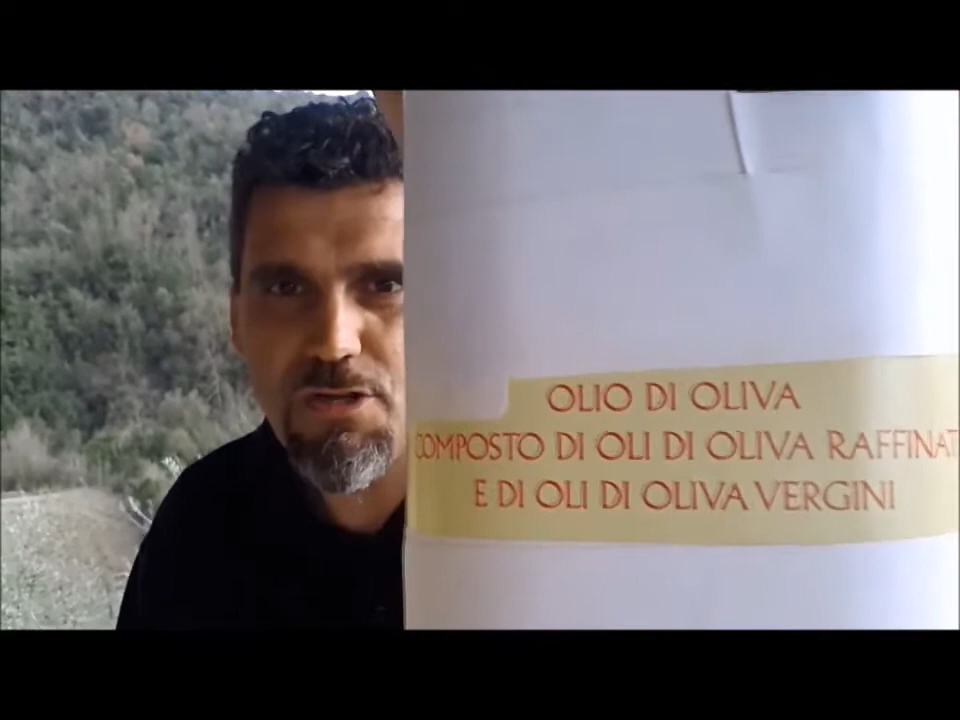 OLIO DI OLIVA
COMPOSTO DI OLI DI OLIVA RAFFINAT
E DI OLI DI OLIVA VERGINI